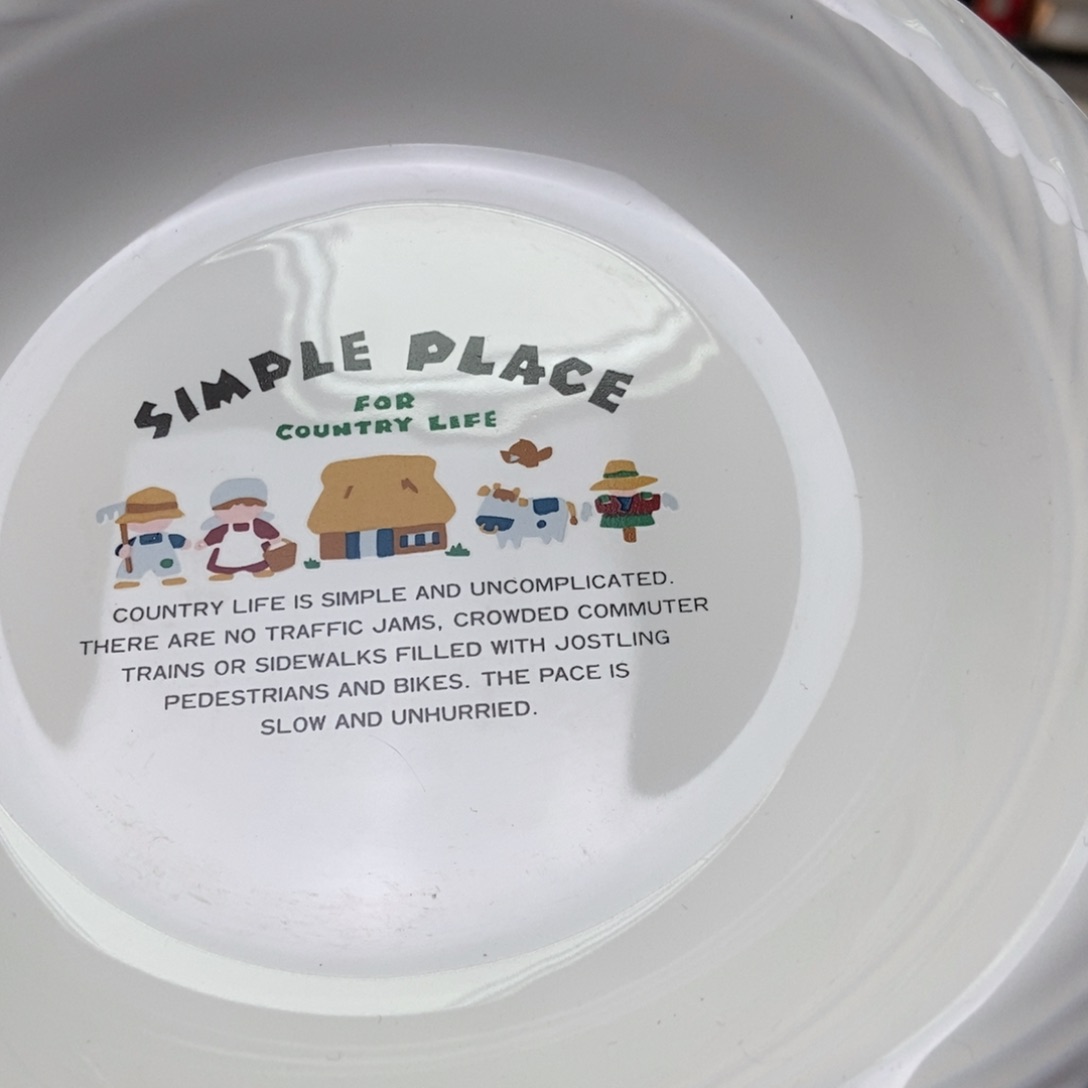 SIMPLE PLACE
FOR
COUNTRY LIFE
COUNTRY LIFE IS SIMPLE AND UNCOMPLICATED.
THERE ARE NO TRAFFIC JAMS, CROWDED COMMUTER
TRAINS OR SIDEWALKS FILLED WITH JOSTLING
PEDESTRIANS AND BIKES. THE PACE IS
SLOW AND UNHURRIED.